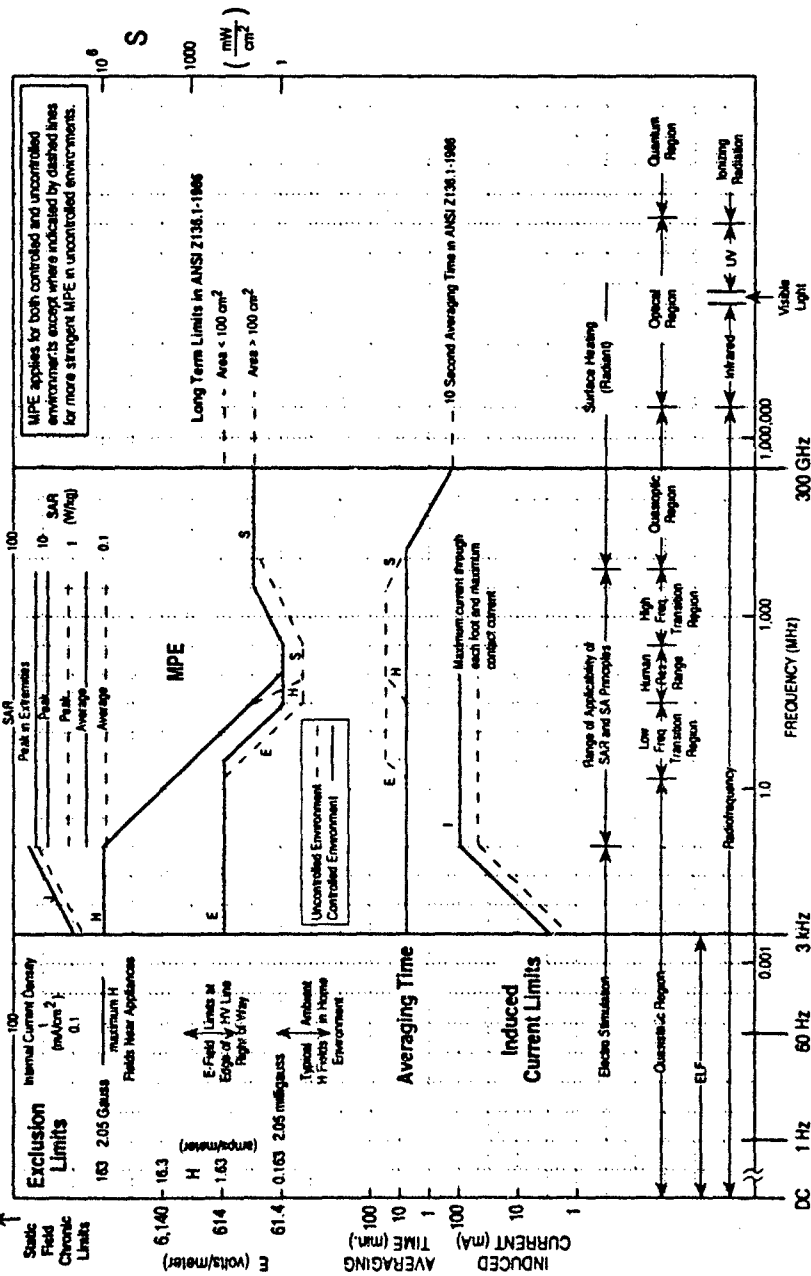 Static
Field
Chronic
Limits
Exclusion
Limits
100
Internal Current Density
1
(mA/cm²)
0.1
J
163 2.05 Gauss
maximum H
Fields Near Appliances
SAR
100
Peak in Extremities
Peak
10
SAR
Peak
1
(W/kg)
Average
Average
0.1
MPE applies for both controlled and uncontrolled
environments except where indicated by dashed lines
for more stringent MPE in uncontrolled environments.
10⁶
S
1000
(mW/cm²)
1
E (volts/meter)
6,140
614
61.4
16.3
H
(amps/meter)
1.63
0.163 2.05 milligauss
E-Field Limits at
Edge of HV Line
Right of Way
Typical Ambient
H Fields in Home
Environment
H
E
MPE
E
H
S
S
Long Term Limits in ANSI Z136.1-1986
Area < 100 cm²
Area > 100 cm²
Uncontrolled Environment
Controlled Environment
AVERAGING
TIME (min.)
100
10
1
Averaging Time
E
H
S
10 Second Averaging Time in ANSI Z136.1-1986
INDUCED
CURRENT (mA)
100
10
1
Induced
Current Limits
I
Maximum current through
each foot and maximum
contact current
Electro Stimulation
Range of Applicability of
SAR and SA Principles
Surface Heating
(Radiant)
Quasistatic Region
Low
Freq
Transition
Region
Human
Res
Range
High
Freq.
Transition
Region
Quasioptic
Region
Optical
Region
Quantum
Region
ELF
Radiofrequency
Infrared
UV
Ionizing
Radiation
Visible
Light
0.001
1.0
1,000
1,000,000
DC
1 Hz
60 Hz
3 kHz
300 GHz
FREQUENCY (MHz)